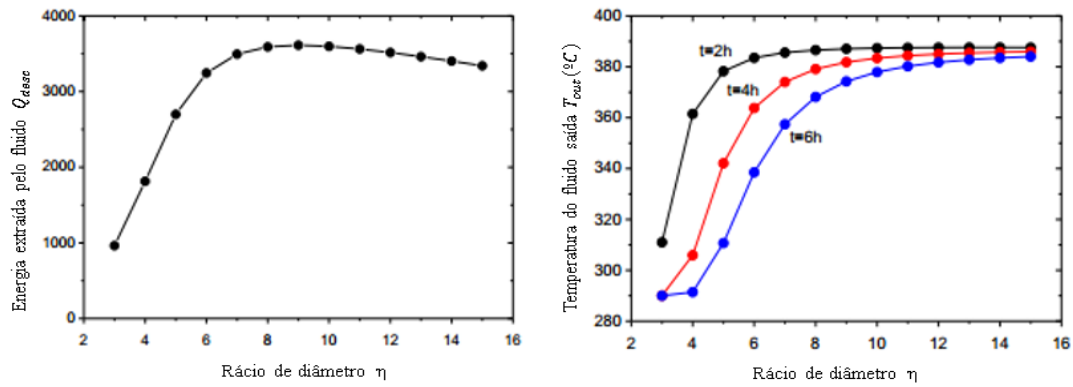 Energia extraída pelo fluido Q_desc
4000
3000
2000
1000
0
2 4 6 8 10 12 14 16
Rácio de diâmetro η
Temperatura do fluido saída T_out (ºC)
400
380
360
340
320
300
280
t=2h
t=4h
t=6h
2 4 6 8 10 12 14 16
Rácio de diâmetro η